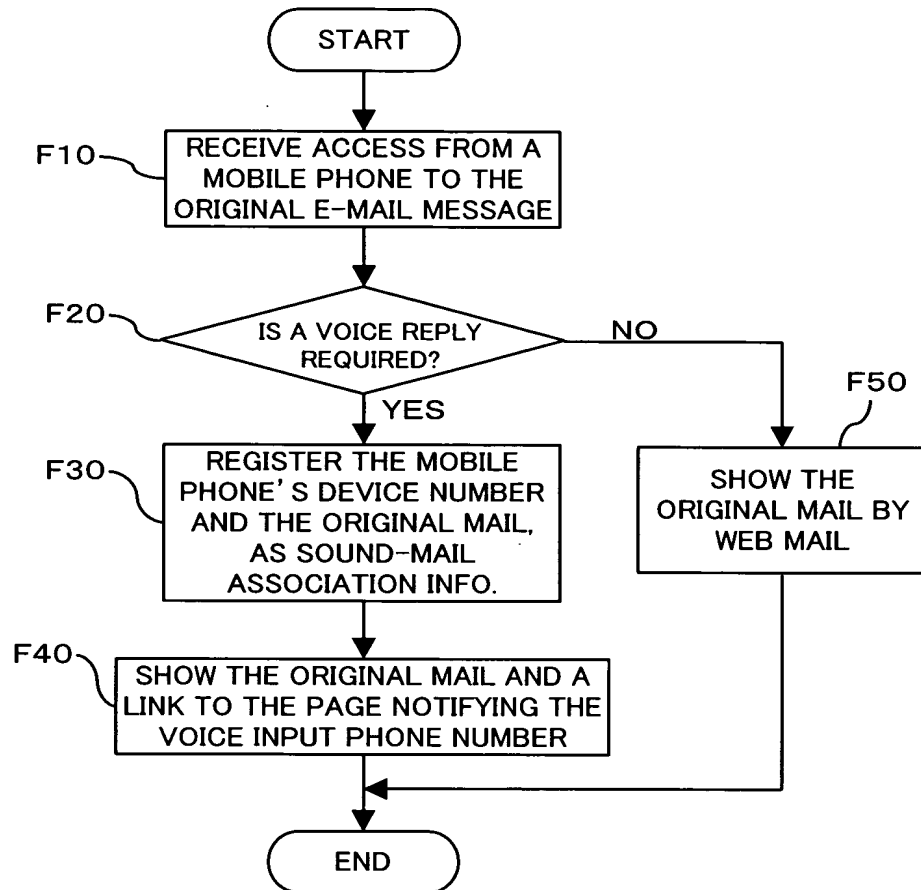 START
F10
RECEIVE ACCESS FROM A
MOBILE PHONE TO THE
ORIGINAL E-MAIL MESSAGE
F20
IS A VOICE REPLY
REQUIRED?
NO
YES
F30
REGISTER THE MOBILE
PHONE'S DEVICE NUMBER
AND THE ORIGINAL MAIL,
AS SOUND-MAIL
ASSOCIATION INFO.
F50
SHOW THE
ORIGINAL MAIL BY
WEB MAIL
F40
SHOW THE ORIGINAL MAIL AND A
LINK TO THE PAGE NOTIFYING THE
VOICE INPUT PHONE NUMBER
END